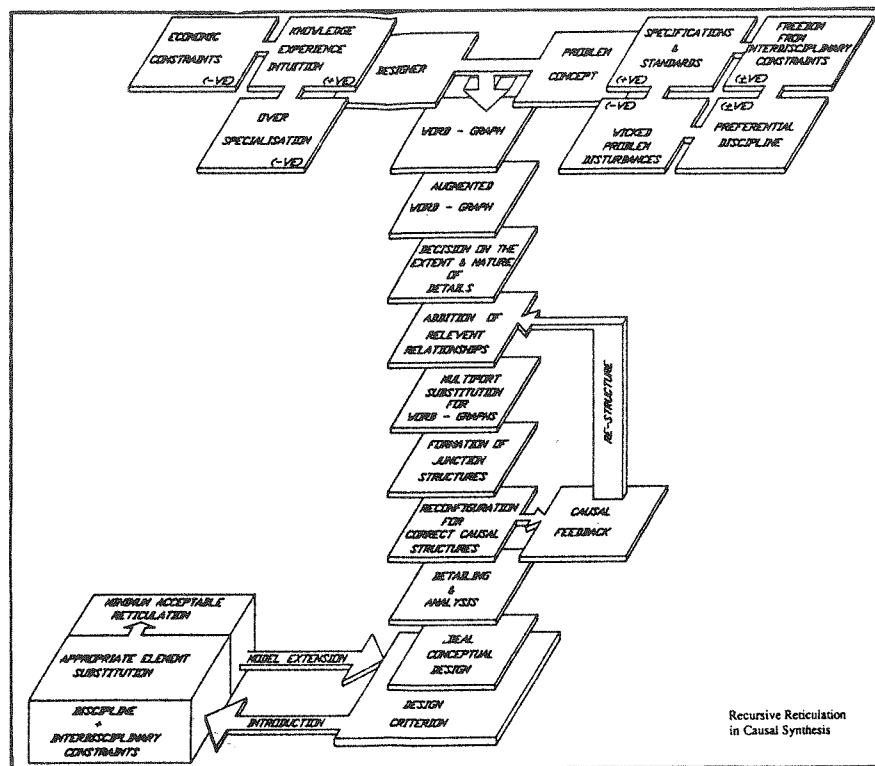 ECONOMIC
CONSTRAINTS
(-VE)
KNOWLEDGE
EXPERIENCE
INTUITION
(+VE)
DESIGNER
PROBLEM
CONCEPT
SPECIFICATIONS
&
STANDARDS
(+VE)
FREEDOM
FROM
INTERDISCIPLINARY
CONSTRAINTS
(±VE)
OVER
SPECIALISATION
(-VE)
WORD - GRAPH
(-VE)
WICKED
PROBLEM
DISTURBANCES
(±VE)
PREFERENTIAL
DISCIPLINE
AUGMENTED
WORD - GRAPH
DECISION ON THE
EXTENT & NATURE
OF
DETAILS
ADDITION OF
RELEVENT
RELATIONSHIPS
MULTIPORT
SUBSTITUTION
FOR
WORD - GRAPHS
RE-STRUCTURE
FORMATION OF
JUNCTION
STRUCTURES
RECONFIGURATION
FOR
CORRECT CAUSAL
STRUCTURES
CAUSAL
FEEDBACK
DETAILING
&
ANALYSIS
MINIMUM ACCEPTABLE
RETICULATION
APPROPRIATE ELEMENT
SUBSTITUTION
MODEL EXTENSION
IDEAL
CONCEPTUAL
DESIGN
DISCIPLINE
+
INTERDISCIPLINARY
CONSTRAINTS
INTRODUCTION
DESIGN
CRITERION
Recursive Reticulation
in Causal Synthesis